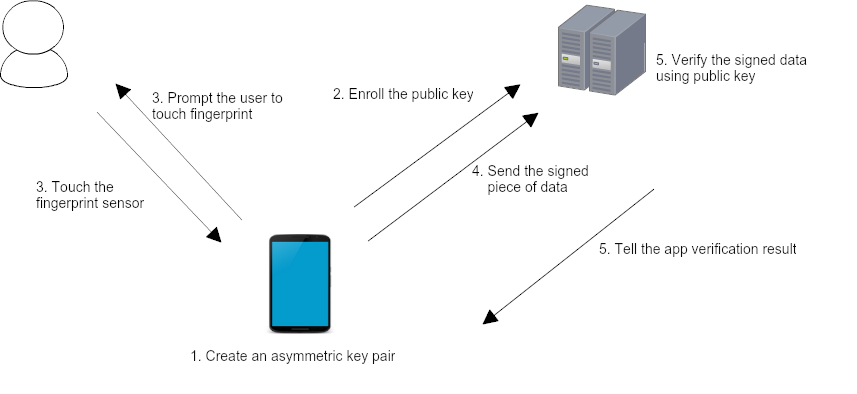 5. Verify the signed data
using public key
3. Prompt the user to
touch fingerprint
2. Enroll the public key
4. Send the signed
piece of data
3. Touch the
fingerprint sensor
5. Tell the app verification result
1. Create an asymmetric key pair